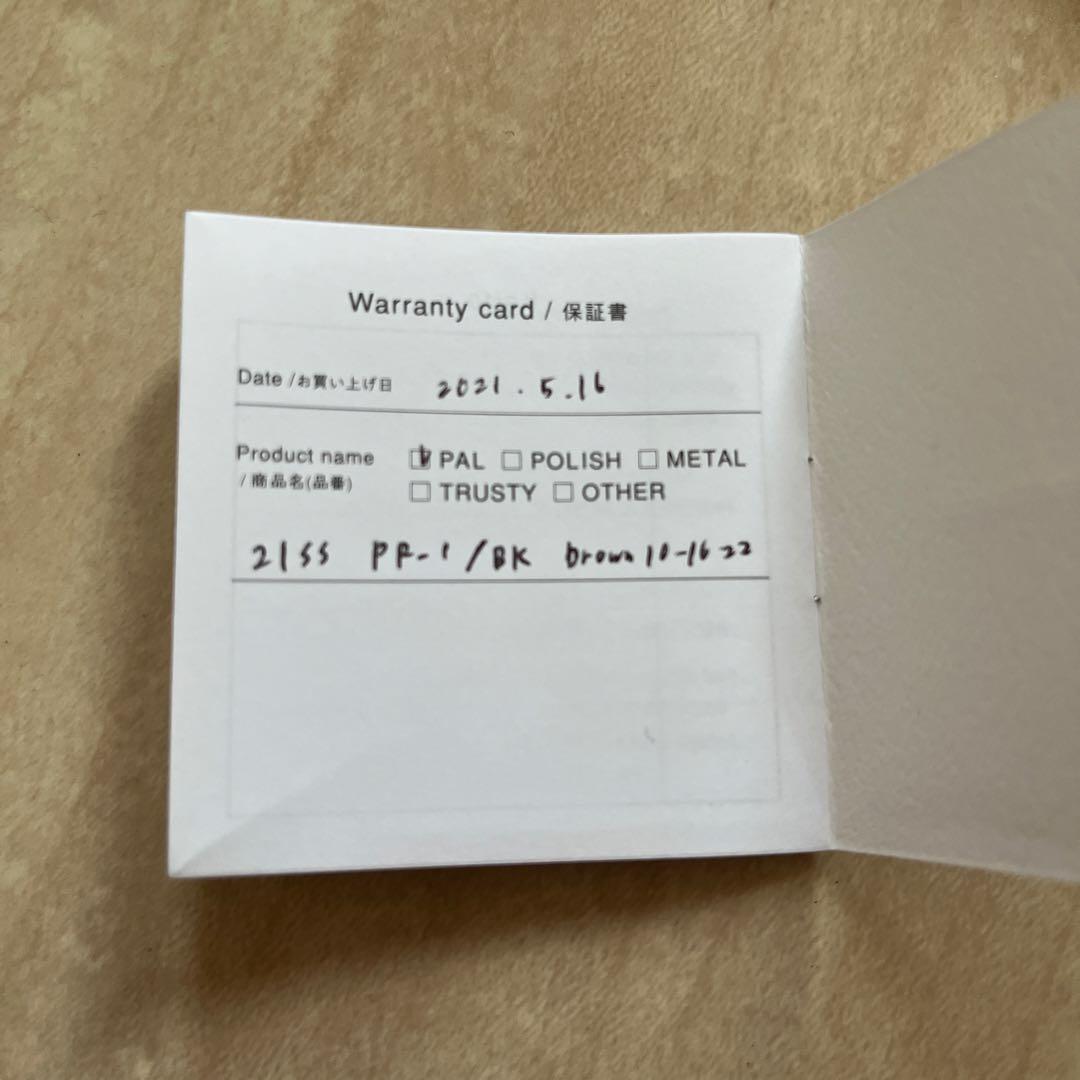 Warranty card / 保証書
Date /お買い上げ日 2021.5.16
Product name ☑ PAL ☐ POLISH ☐ METAL
/ 商品名(品番) ☐ TRUSTY ☐ OTHER
21SS PF-1/BK brown 10-16 22